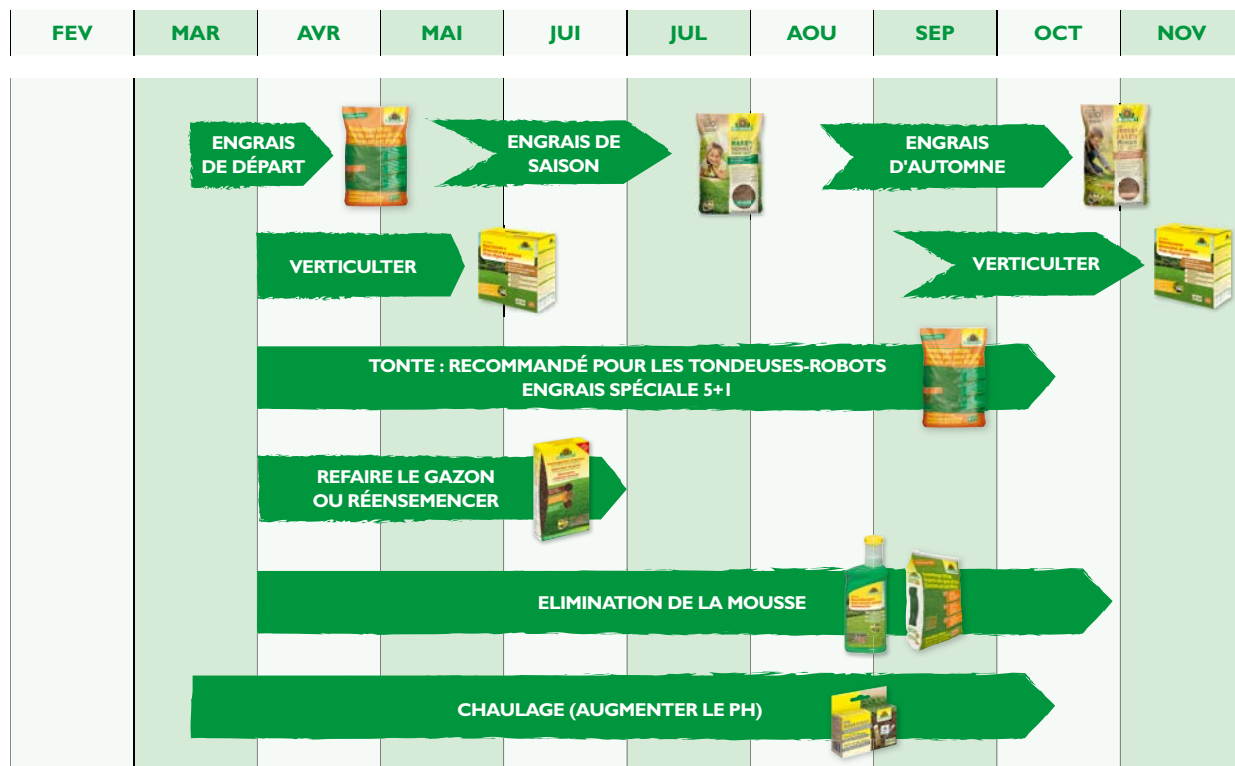 FEV MAR AVR MAI JUI JUL AOU SEP OCT NOV
ENGRAIS
DE DÉPART
ENGRAIS DE
SAISON
ENGRAIS
D'AUTOMNE
VERTICULTER
VERTICULTER
TONTE : RECOMMANDÉ POUR LES TONDEUSES-ROBOTS
ENGRAIS SPÉCIALE 5+1
REFAIRE LE GAZON
OU RÉENSEMENCER
ELIMINATION DE LA MOUSSE
CHAULAGE (AUGMENTER LE PH)